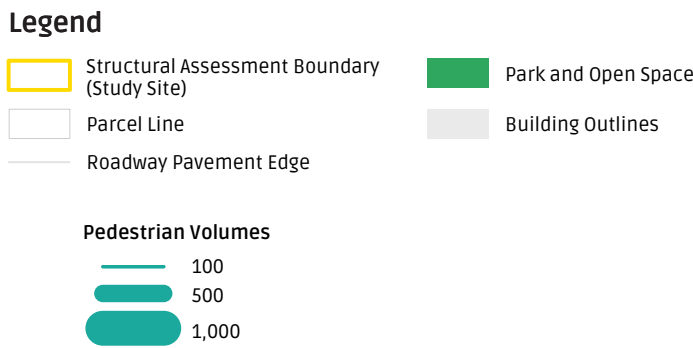 Legend
Structural Assessment Boundary
(Study Site)
Parcel Line
Roadway Pavement Edge
Park and Open Space
Building Outlines
Pedestrian Volumes
100
500
1,000